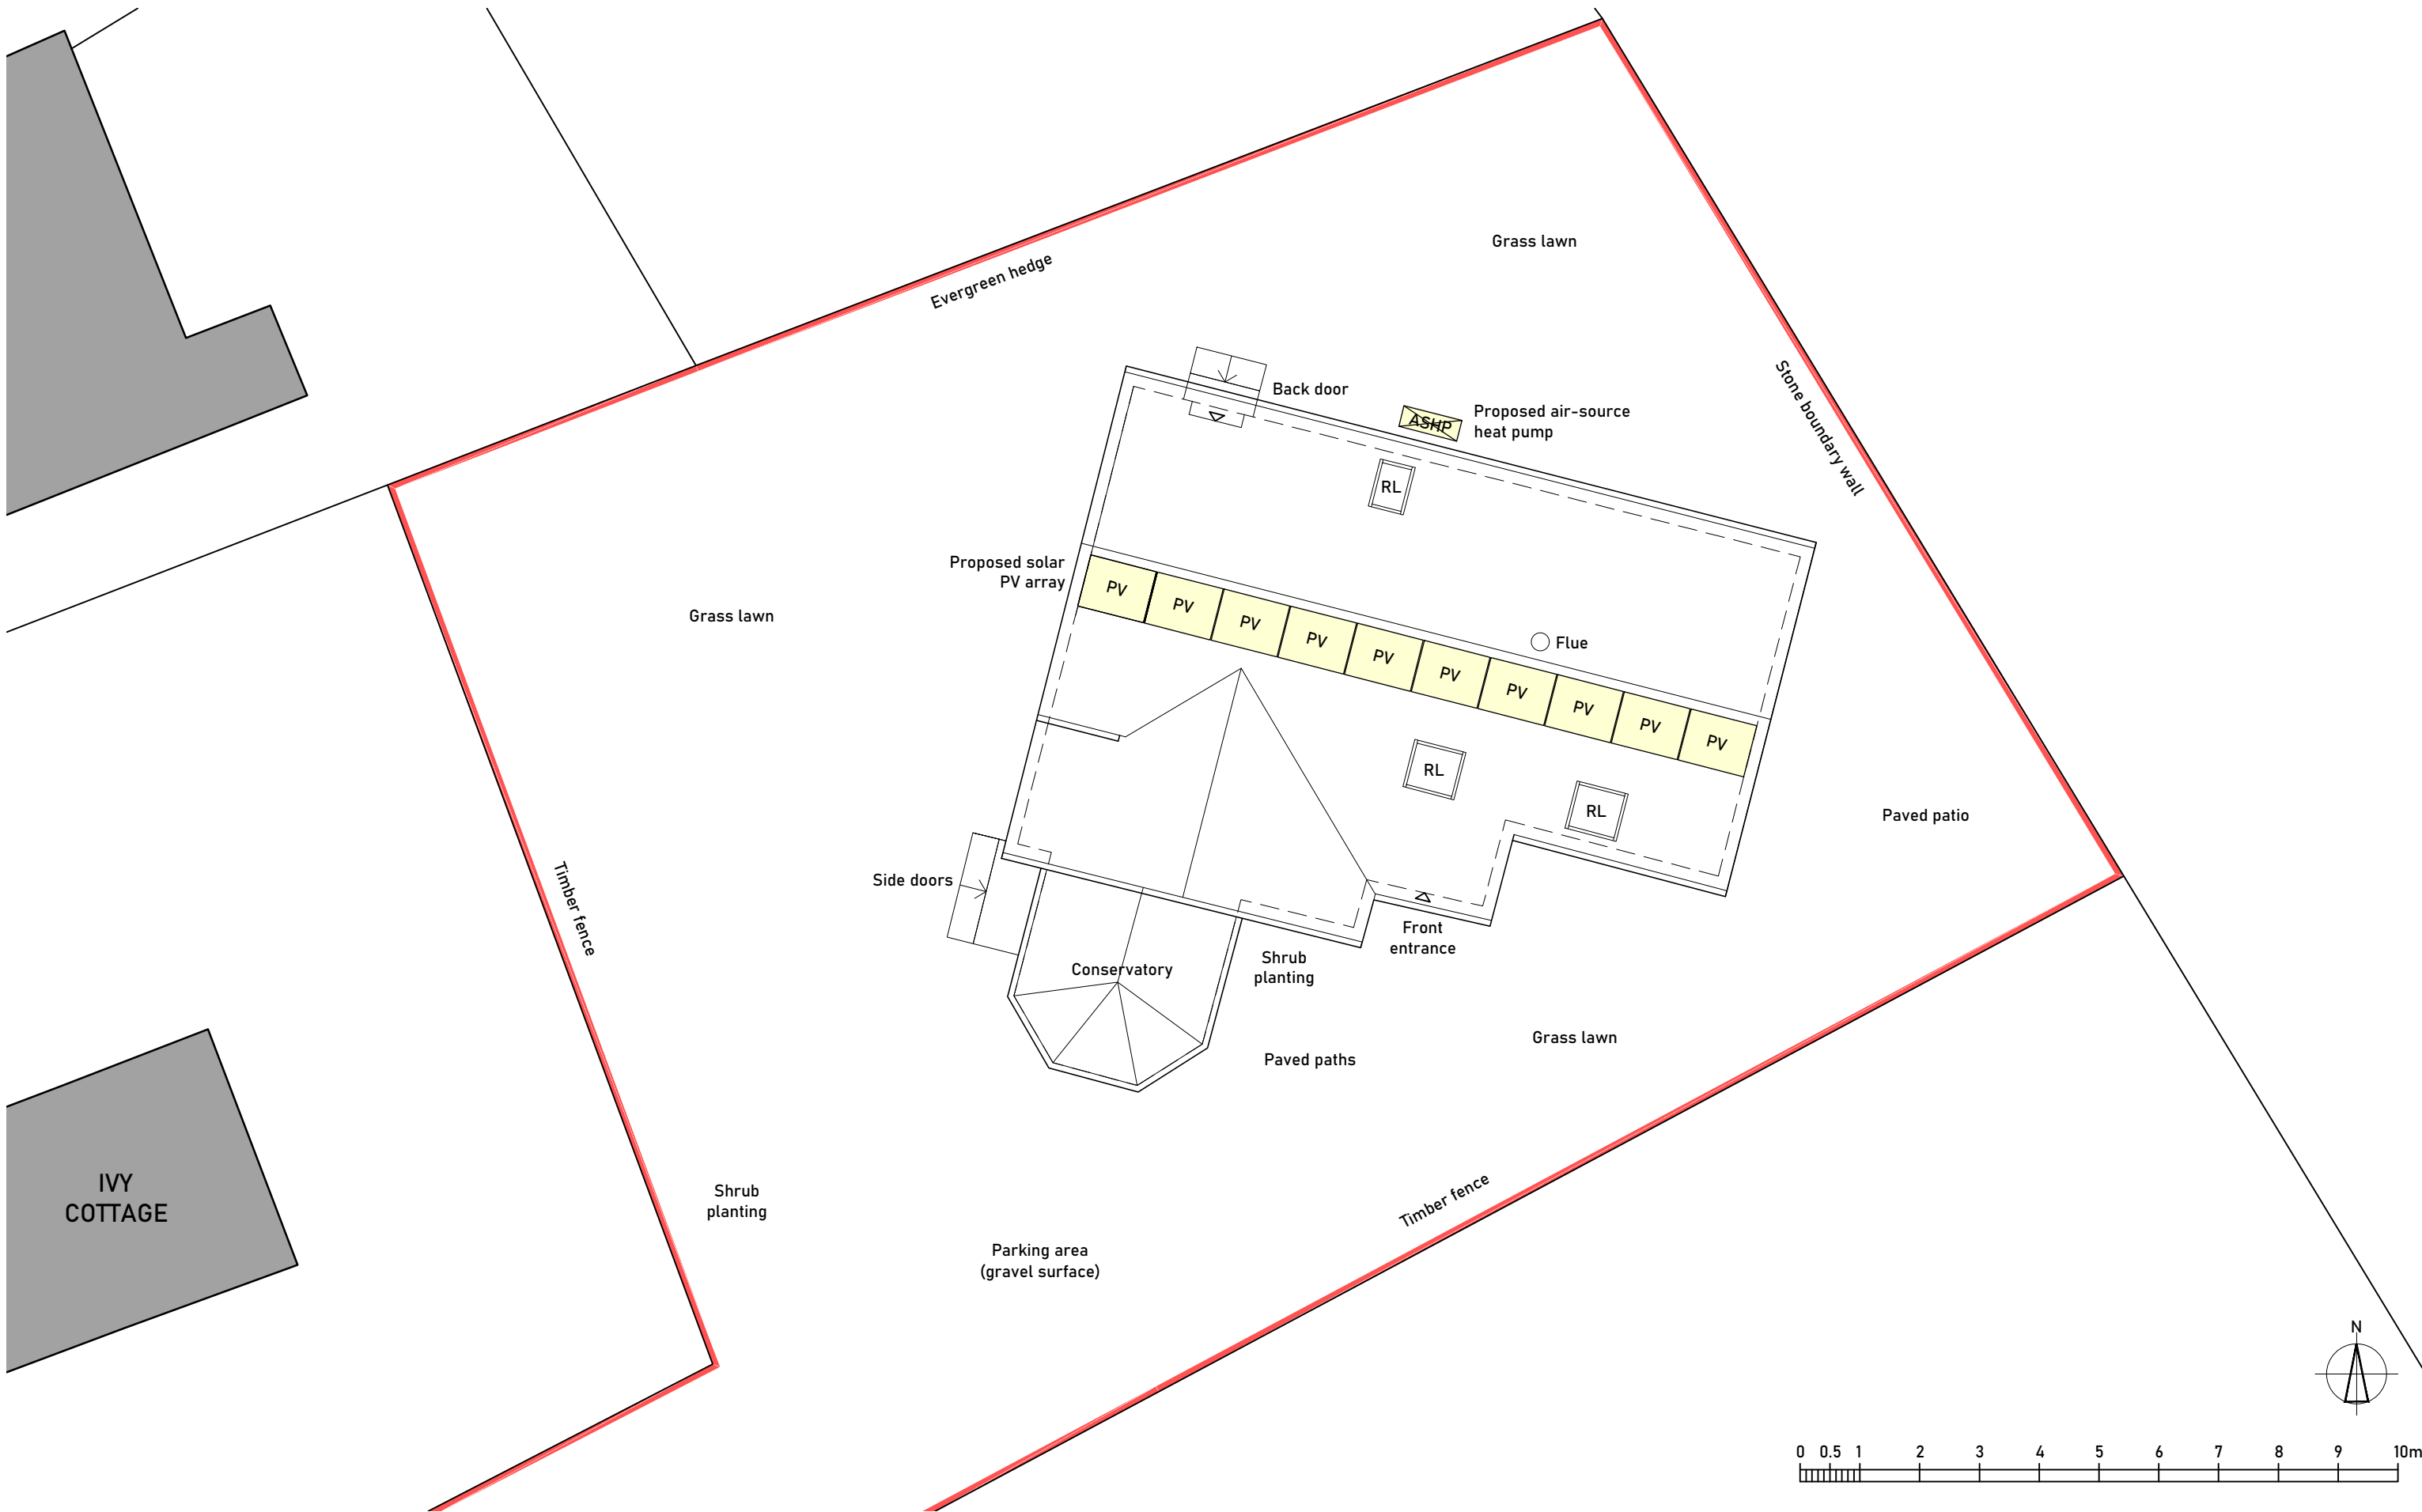 Grass lawn
Evergreen hedge
Back door
Proposed air-source
heat pump
ASHP
Stone boundary wall
RL
Proposed solar
PV array
PV
PV
PV
PV
PV
PV
PV
PV
PV
PV
Grass lawn
Flue
RL
RL
Paved patio
Side doors
Timber fence
Front
entrance
Shrub
planting
Conservatory
Grass lawn
Paved paths
IVY
COTTAGE
Shrub
planting
Timber fence
Parking area
(gravel surface)
N
0 0.5 1 2 3 4 5 6 7 8 9 10m